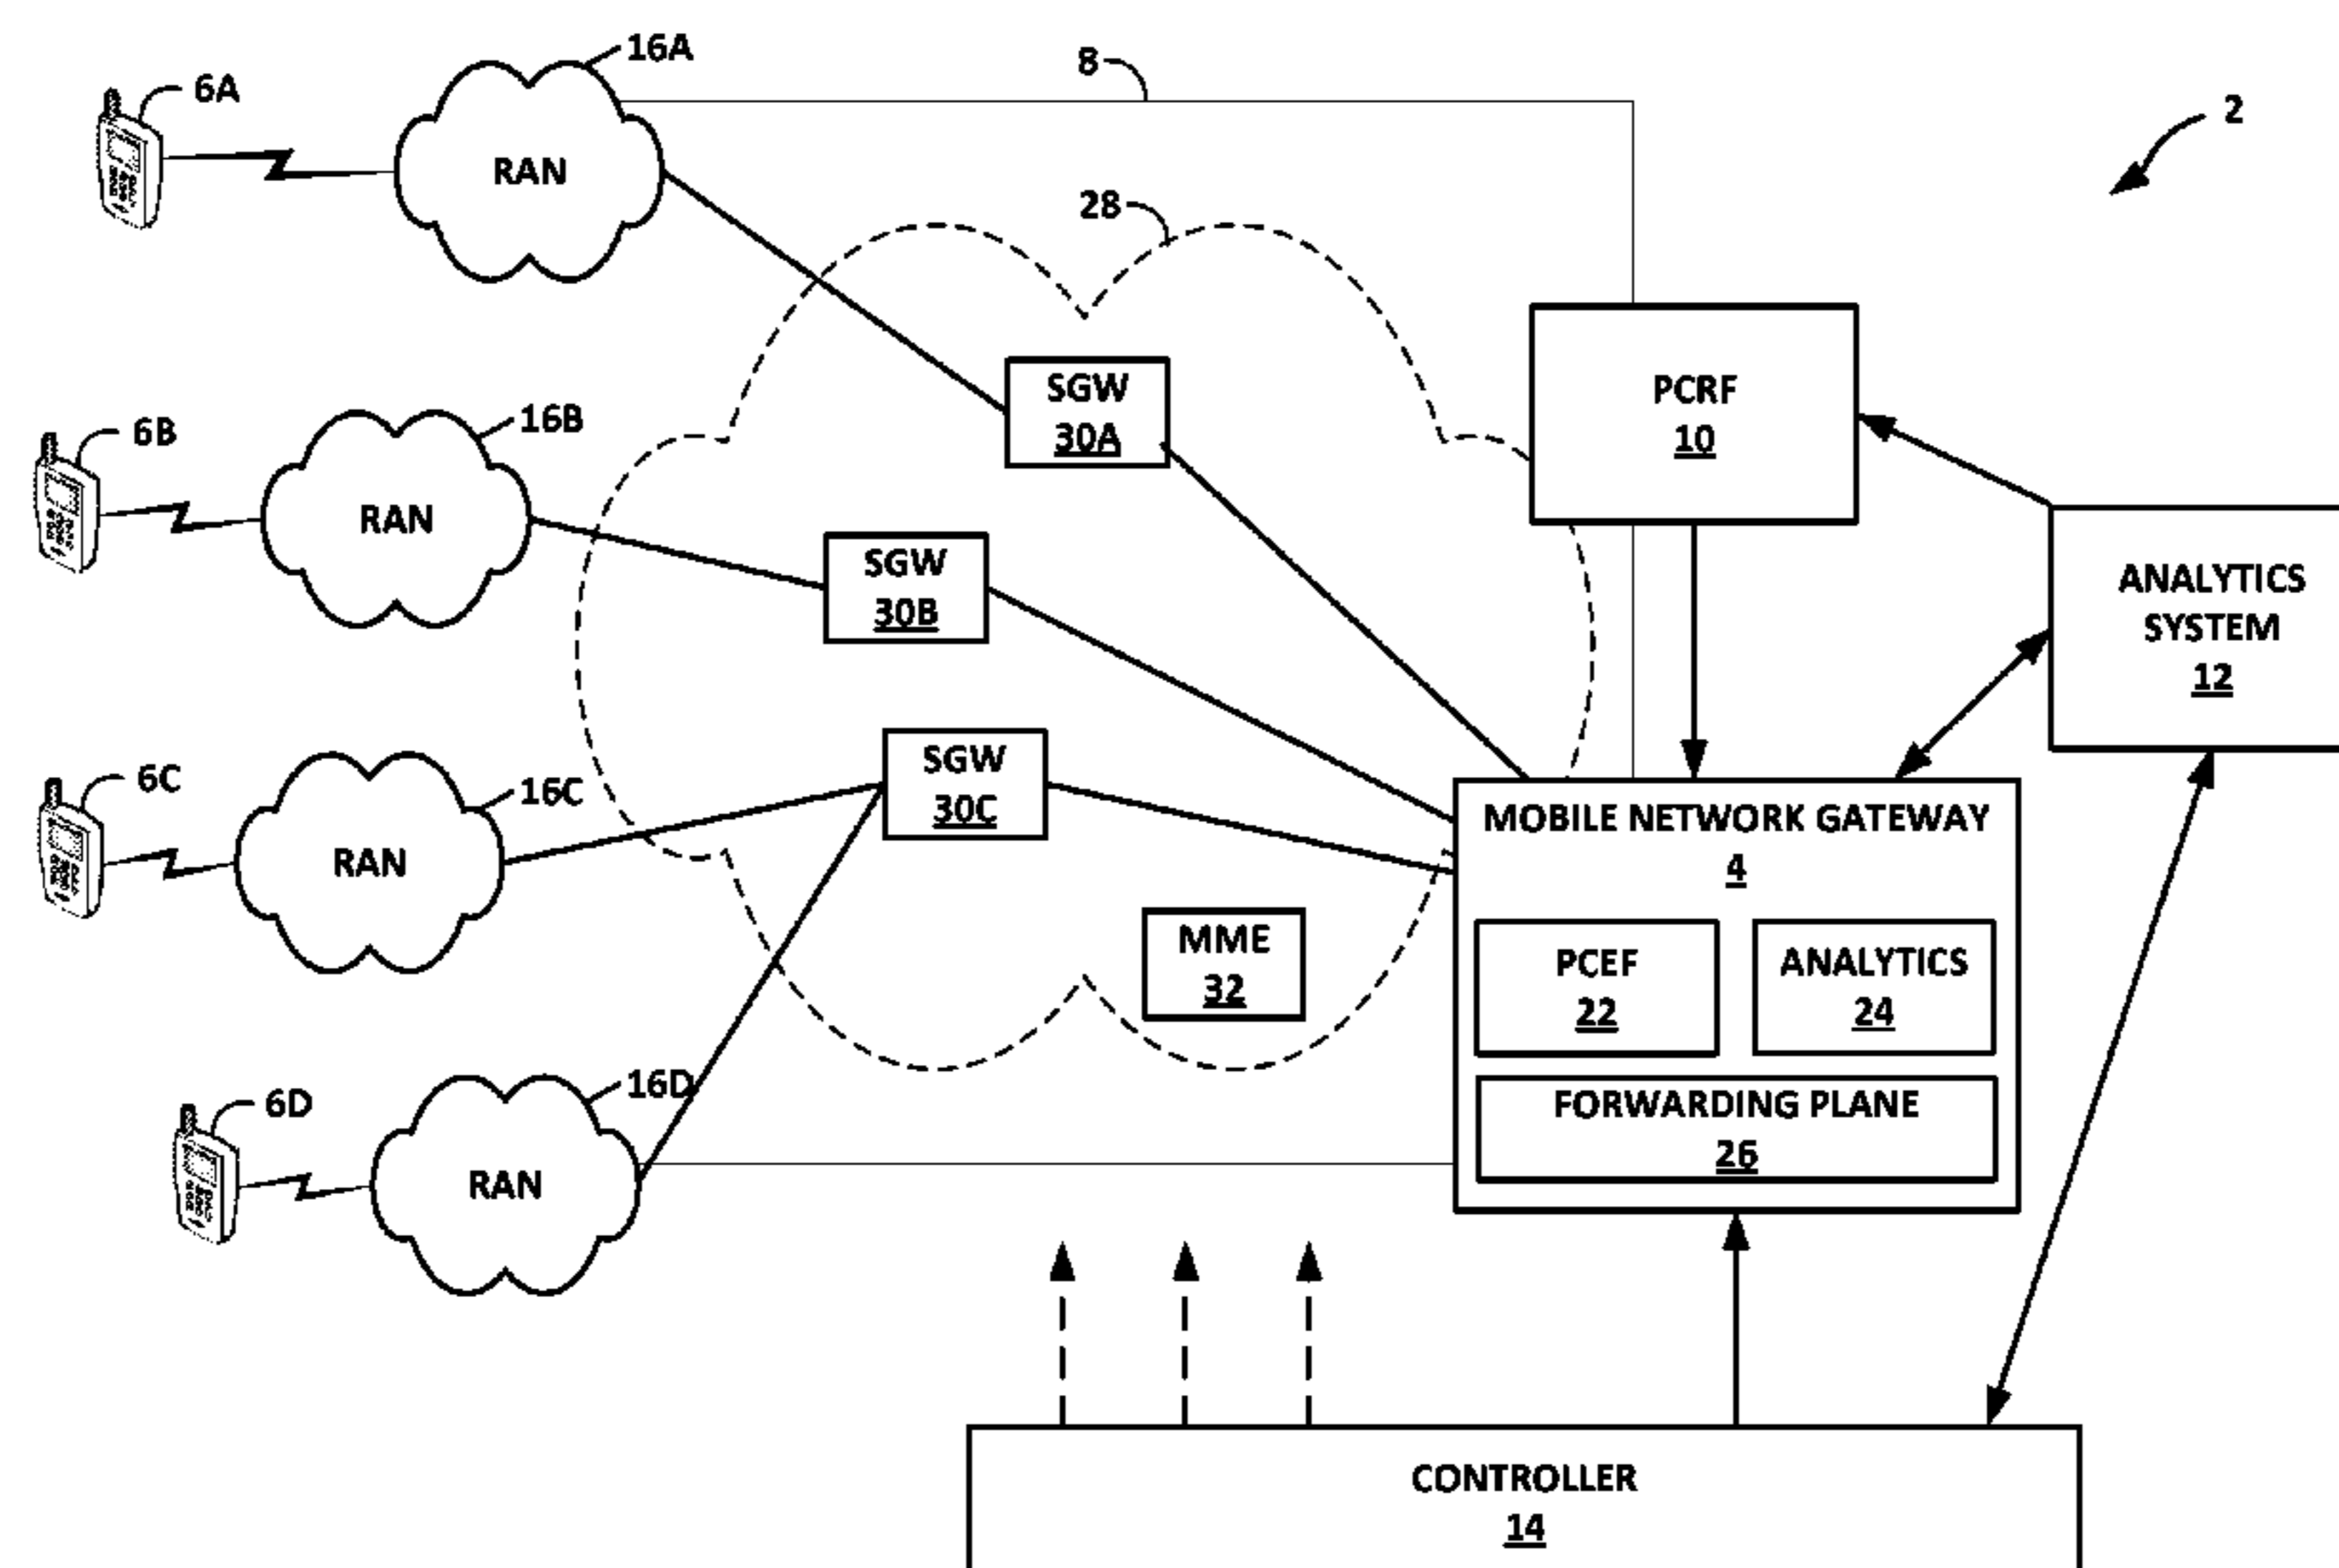 16A
8
6A
2
RAN
28
PCRF
10
SGW
30A
16B
6B
RAN
SGW
30B
ANALYTICS
SYSTEM
12
SGW
30C
6C
16C
RAN
MOBILE NETWORK GATEWAY
4
MME
32
PCEF
22
ANALYTICS
24
16D
6D
RAN
FORWARDING PLANE
26
CONTROLLER
14